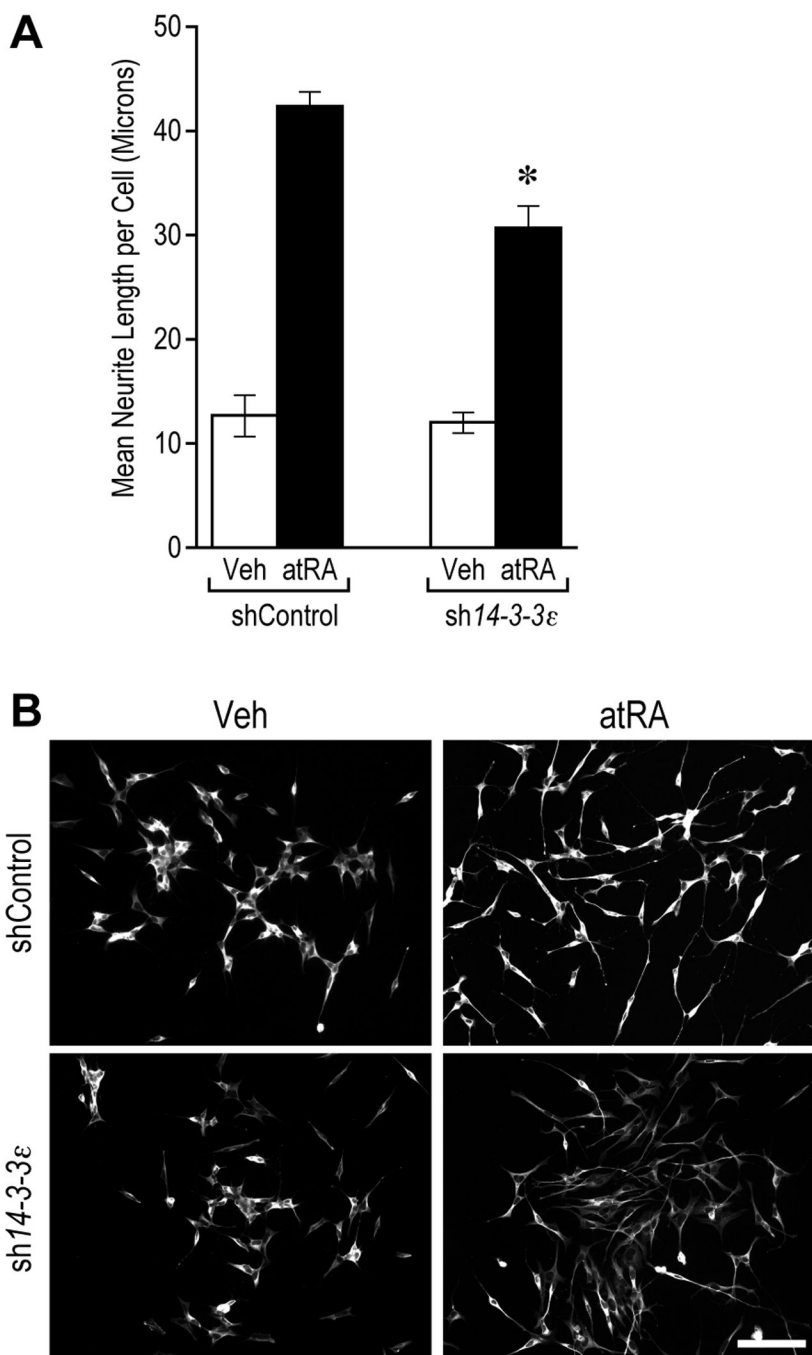 A
Mean Neurite Length per Cell (Microns)
50
40
30
20
10
0
*
Veh atRA Veh atRA
shControl sh14-3-3ε
B
Veh atRA
shControl
sh14-3-3ε